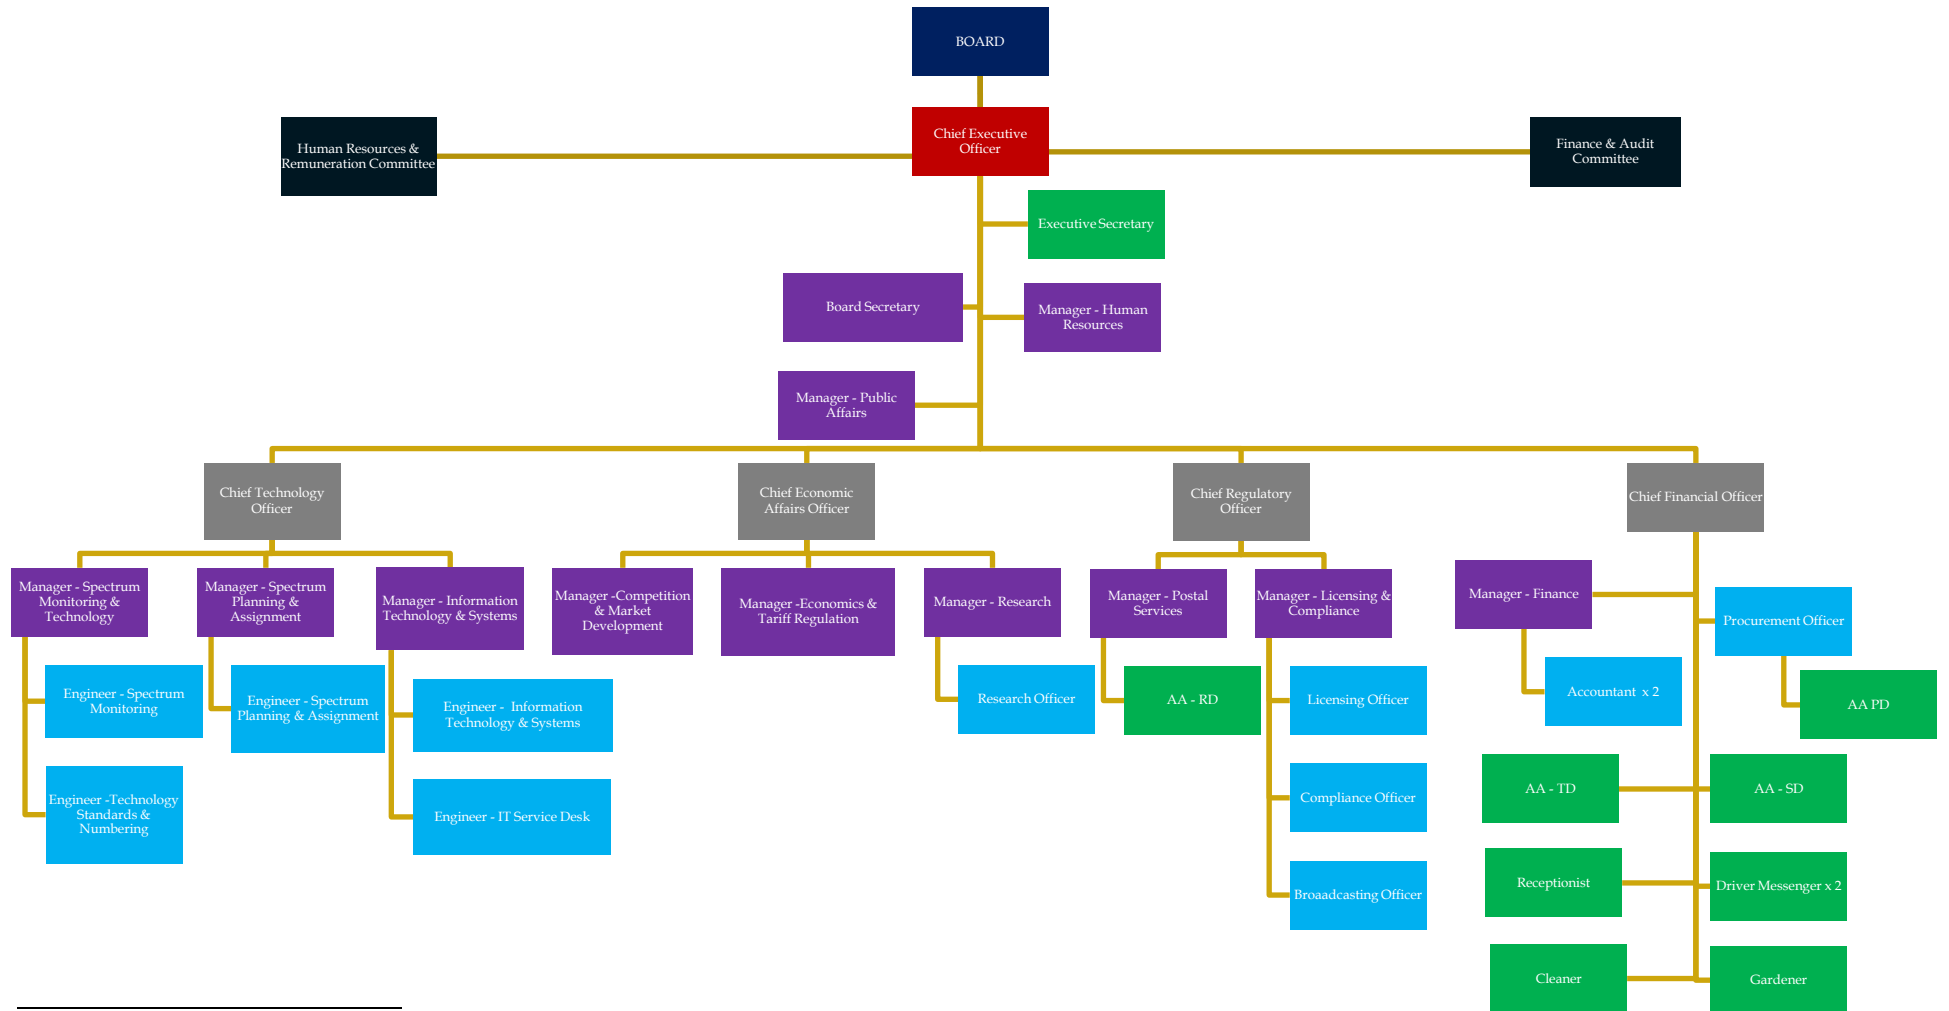 BOARD
Human Resources &
Remuneration Committee
Chief Executive
Officer
Finance & Audit
Committee
Executive Secretary
Board Secretary
Manager - Human
Resources
Manager - Public
Affairs
Chief Technology
Officer
Chief Economic
Affairs Officer
Chief Regulatory
Officer
Chief Financial Officer
Manager - Spectrum
Monitoring &
Technology
Manager - Spectrum
Planning &
Assignment
Manager - Information
Technology & Systems
Manager -Competition
& Market
Development
Manager -Economics &
Tariff Regulation
Manager - Research
Manager - Postal
Services
Manager - Licensing &
Compliance
Manager - Finance
Procurement Officer
Engineer - Spectrum
Monitoring
Engineer - Spectrum
Planning & Assignment
Engineer -  Information
Technology & Systems
Research Officer
AA - RD
Licensing Officer
Accountant  x 2
AA PD
Engineer -Technology
Standards &
Numbering
Engineer - IT Service Desk
Compliance Officer
AA - TD
AA - SD
Broaadcasting Officer
Receptionist
Driver Messenger x 2
Cleaner
Gardener